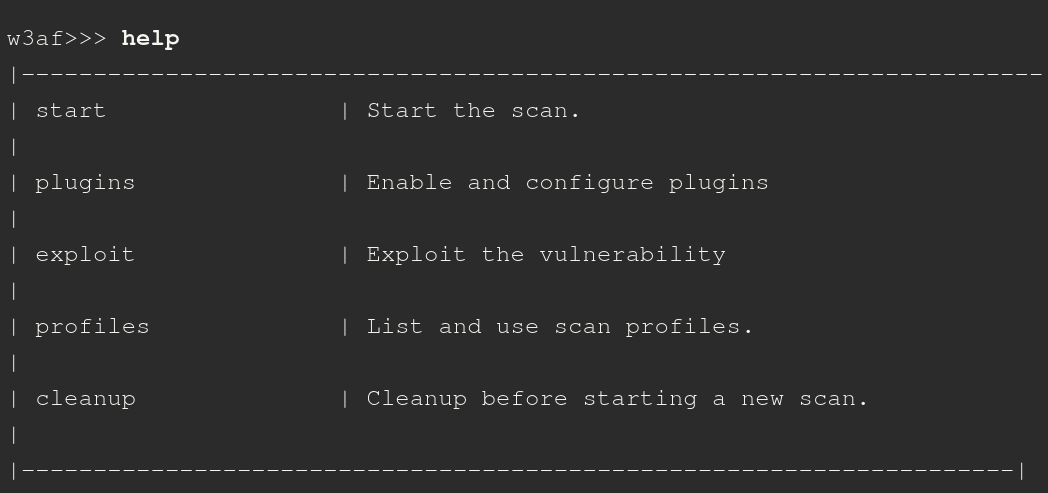 w3af>>> help
|-----------------------------------------------------------------------
| start                | Start the scan.
|
| plugins              | Enable and configure plugins
|
| exploit              | Exploit the vulnerability
|
| profiles             | List and use scan profiles.
|
| cleanup              | Cleanup before starting a new scan.
|
|---------------------------------------------------------------------|